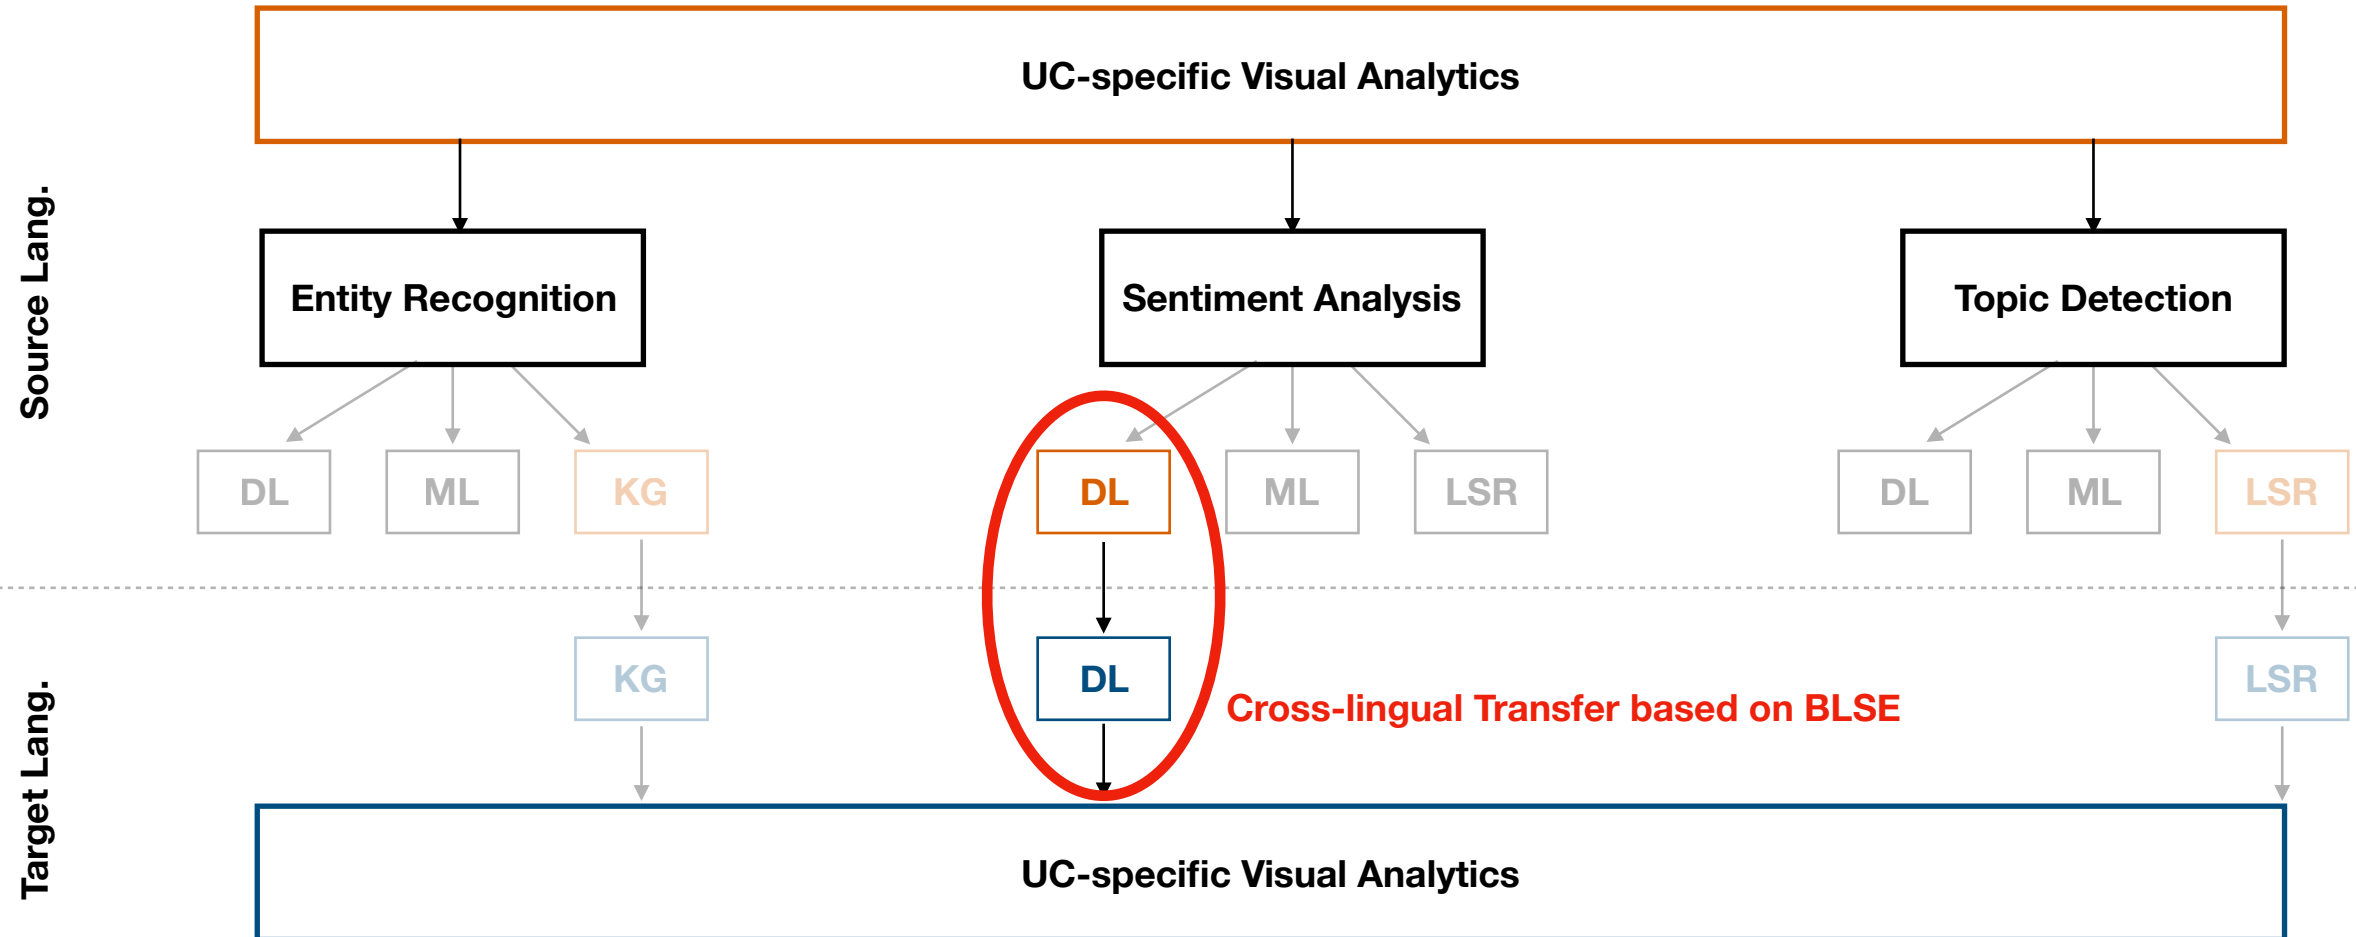 UC-specific Visual Analytics
Source Lang.
Entity Recognition
Sentiment Analysis
Topic Detection
DL
ML
KG
DL
ML
LSR
DL
ML
LSR
Target Lang.
KG
DL
LSR
Cross-lingual Transfer based on BLSE
UC-specific Visual Analytics